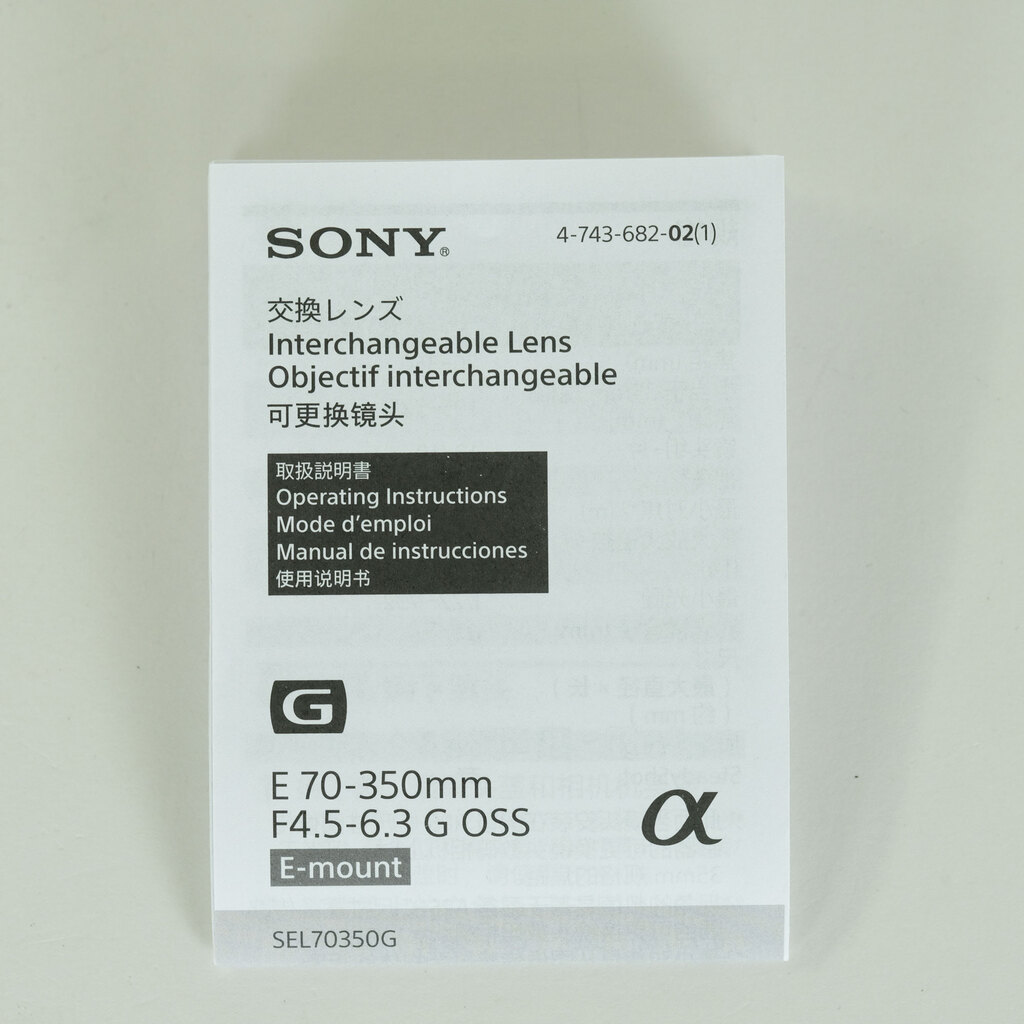 SONY®
4-743-682-02(1)
交換レンズ
Interchangeable Lens
Objectif interchangeable
可更换镜头
取扱説明書
Operating Instructions
Mode d'emploi
Manual de instrucciones
使用说明书
G
E 70-350mm
F4.5-6.3 G OSS
E-mount
α
SEL70350G